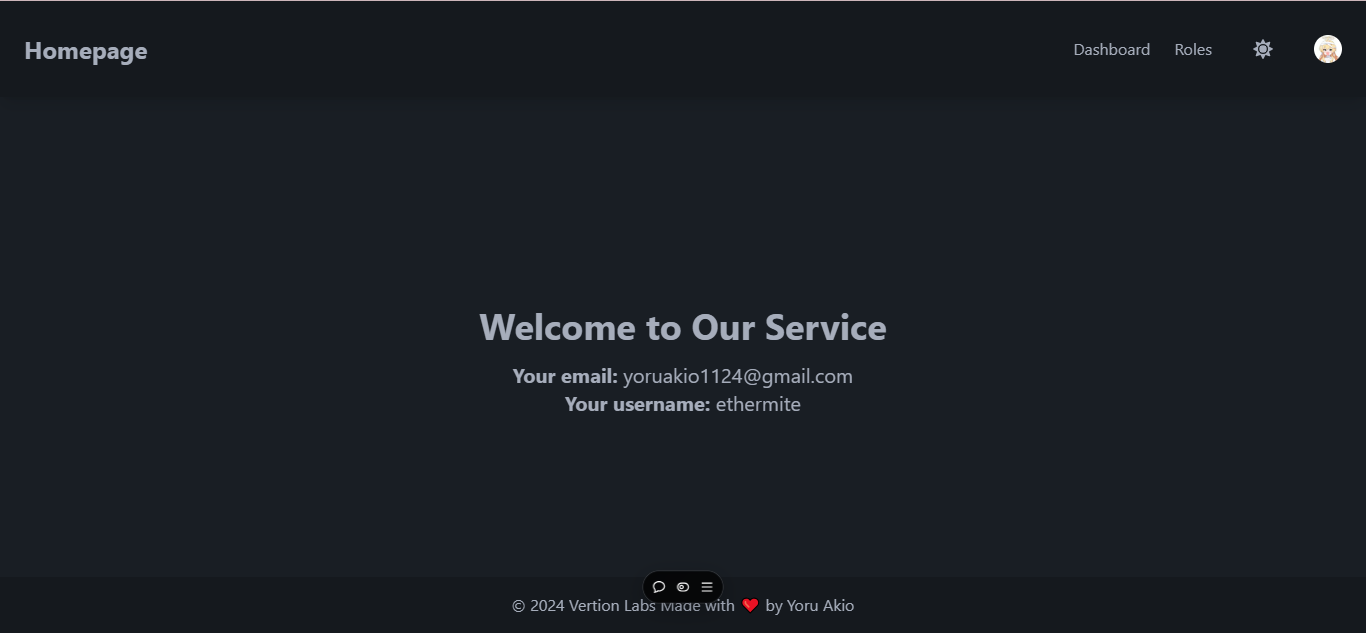 Homepage
Dashboard
Roles
Welcome to Our Service
Your email: yoruakio1124@gmail.com
Your username: ethermite
© 2024 Vertion Labs Made with ❤️ by Yoru Akio